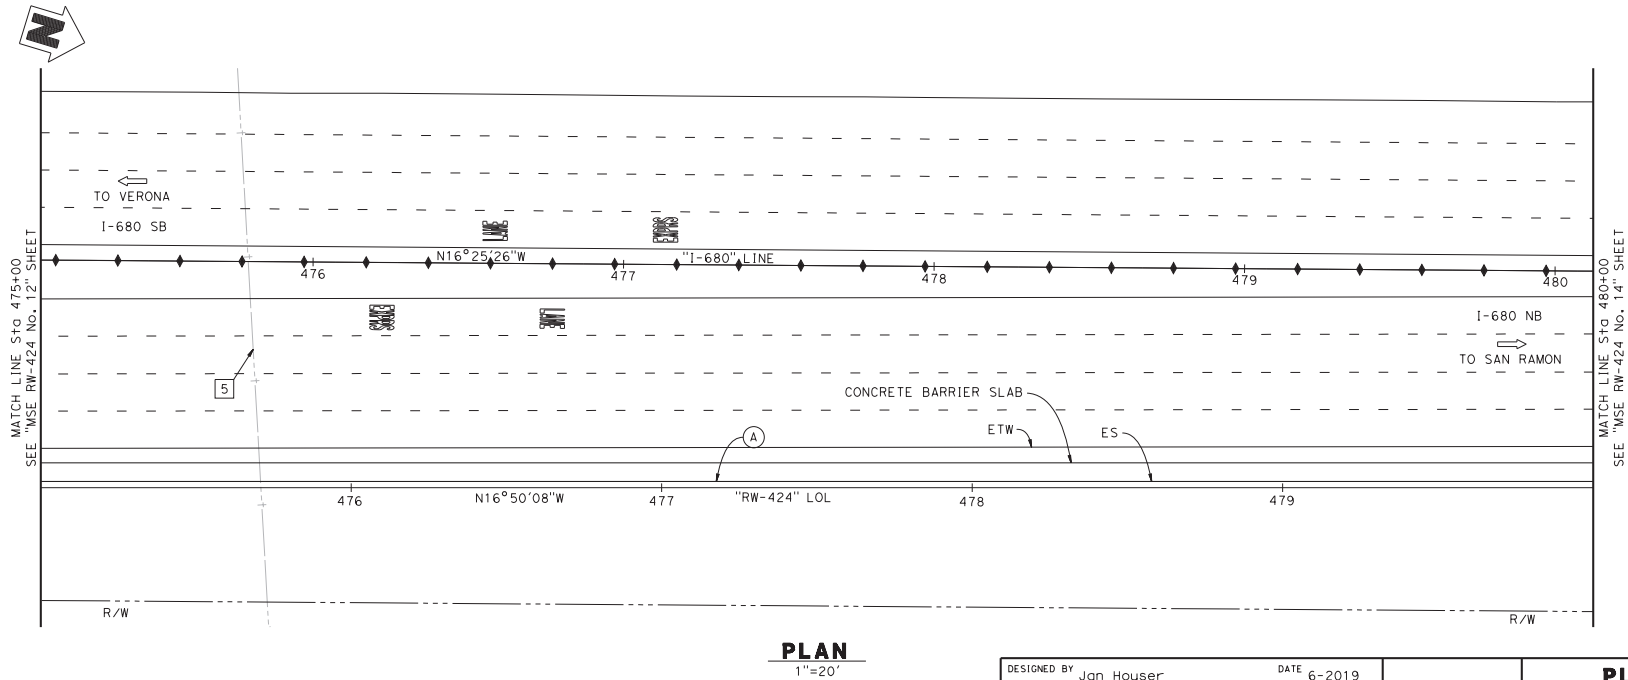 N
TO VERONA
I-680 SB
LANE
N16°25'26"W
"I-680" LINE
476
477
478
479
480
MATCH LINE Sta 475+00
SEE "MSE RW-424 No. 12" SHEET
MATCH LINE Sta 480+00
SEE "MSE RW-424 No. 14" SHEET
I-680 NB
TO SAN RAMON
5
CONCRETE BARRIER SLAB
ETW
ES
A
476
N16°50'08"W
477
"RW-424" LOL
478
479
R/W
R/W
PLAN
1"=20'
DESIGNED BY Jan Houser
DATE 6-2019